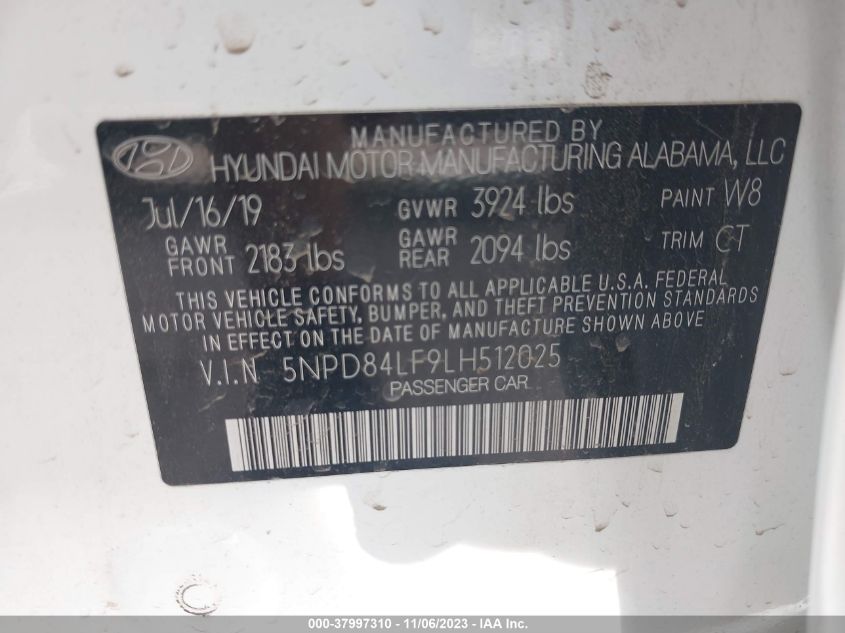 MANUFACTURED BY
HYUNDAI MOTOR MANUFACTURING ALABAMA, LLC
Jul/16/19 GVWR 3924 lbs PAINT W8
GAWR FRONT 2183 lbs GAWR REAR 2094 lbs TRIM CT
THIS VEHICLE CONFORMS TO ALL APPLICABLE U.S.A. FEDERAL
MOTOR VEHICLE SAFETY, BUMPER, AND THEFT PREVENTION STANDARDS
IN EFFECT ON THE DATE OF MANUFACTURE SHOWN ABOVE
V.I.N 5NPD84LF9LH512025
PASSENGER CAR
000-37997310 - 11/06/2023 - IAA Inc.